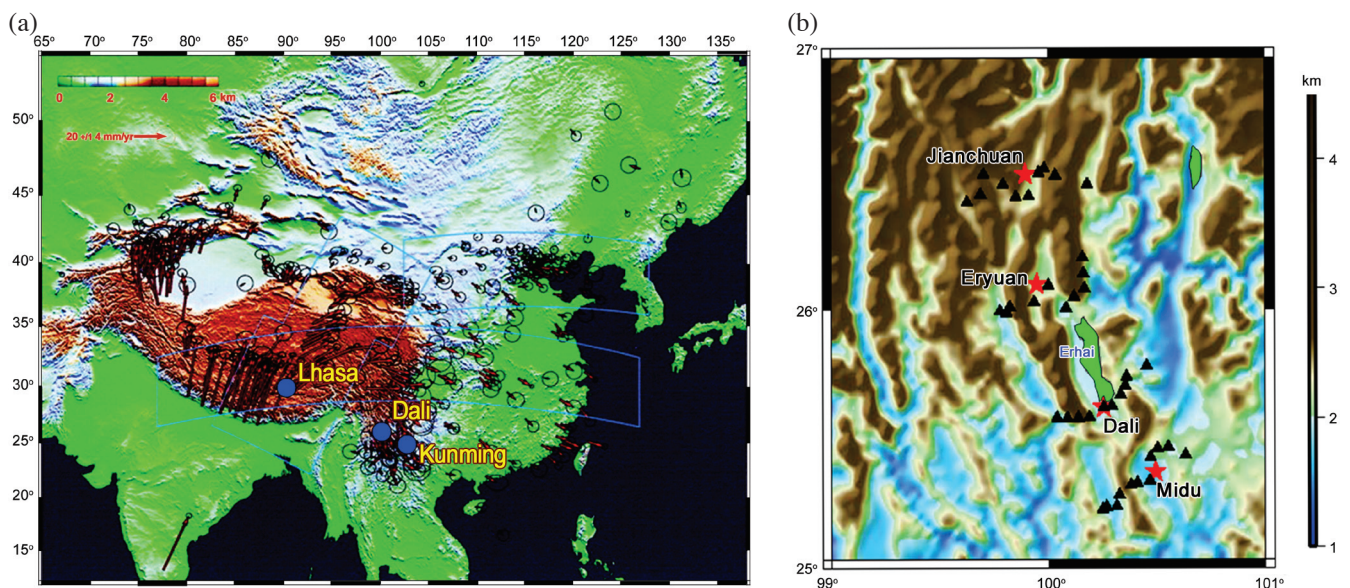 (a)
65° 70° 75° 80° 85° 90° 95° 100° 105° 110° 115° 120° 125° 130° 135°
0 2 4 6 km
20 +/1 4 mm/yr
50°
45°
40°
35°
30°
25°
20°
15°
Lhasa
Dali
Kunming
(b)
27°
26°
25°
99° 100° 101°
Jianchuan
Eryuan
Erhai
Dali
Midu
km
4
3
2
1